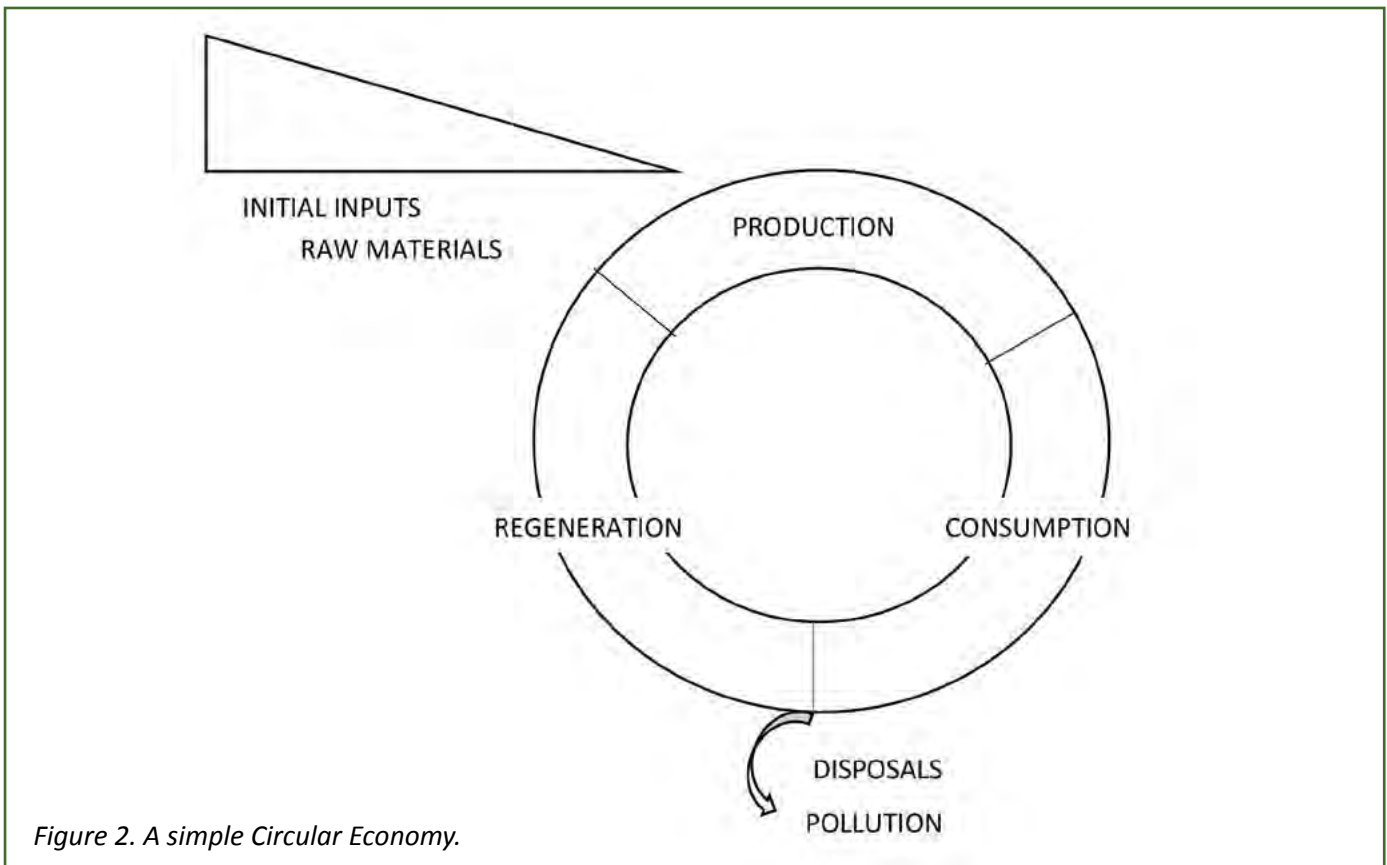 INITIAL INPUTS
RAW MATERIALS
PRODUCTION
REGENERATION
CONSUMPTION
DISPOSALS
POLLUTION
Figure 2. A simple Circular Economy.